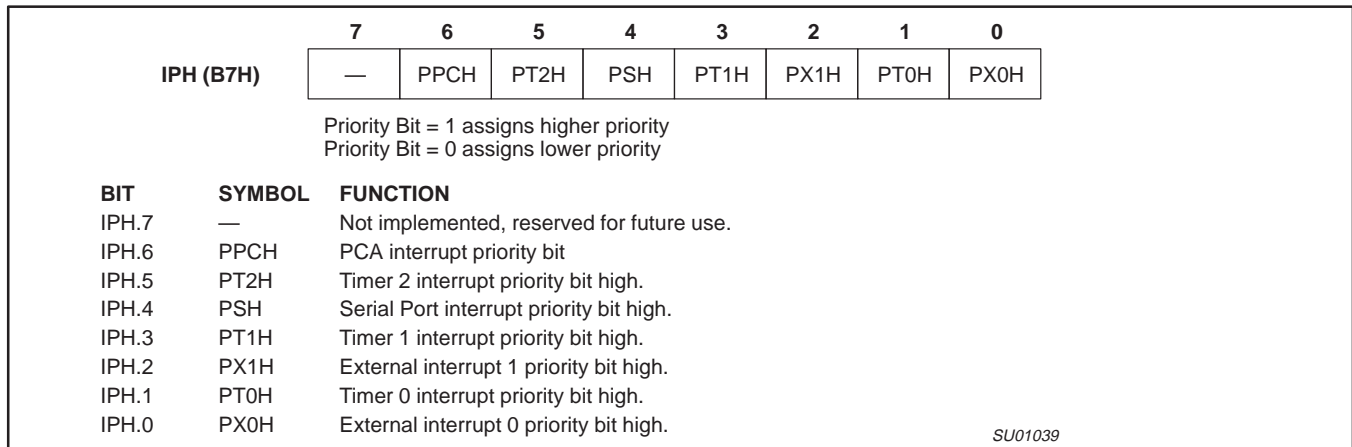 7 6 5 4 3 2 1 0
IPH (B7H) — PPCH PT2H PSH PT1H PX1H PT0H PX0H
Priority Bit = 1 assigns higher priority
Priority Bit = 0 assigns lower priority
BIT SYMBOL FUNCTION
IPH.7 — Not implemented, reserved for future use.
IPH.6 PPCH PCA interrupt priority bit
IPH.5 PT2H Timer 2 interrupt priority bit high.
IPH.4 PSH Serial Port interrupt priority bit high.
IPH.3 PT1H Timer 1 interrupt priority bit high.
IPH.2 PX1H External interrupt 1 priority bit high.
IPH.1 PT0H Timer 0 interrupt priority bit high.
IPH.0 PX0H External interrupt 0 priority bit high.
SU01039